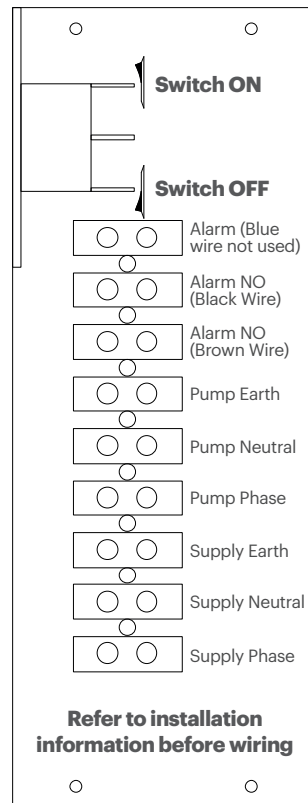 Switch ON
Switch OFF
Alarm (Blue
wire not used)
Alarm NO
(Black Wire)
Alarm NO
(Brown Wire)
Pump Earth
Pump Neutral
Pump Phase
Supply Earth
Supply Neutral
Supply Phase
Refer to installation
information before wiring